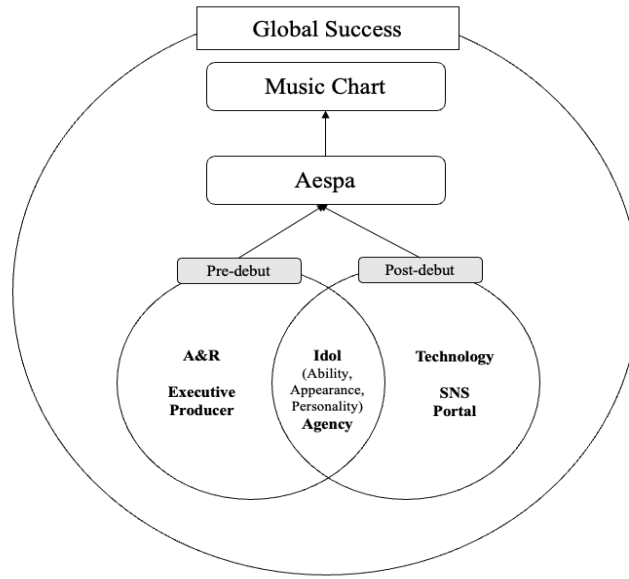 Global Success
Music Chart
Aespa
Pre-debut
Post-debut
A&R
Executive
Producer
Idol
(Ability,
Appearance,
Personality)
Agency
Technology
SNS
Portal